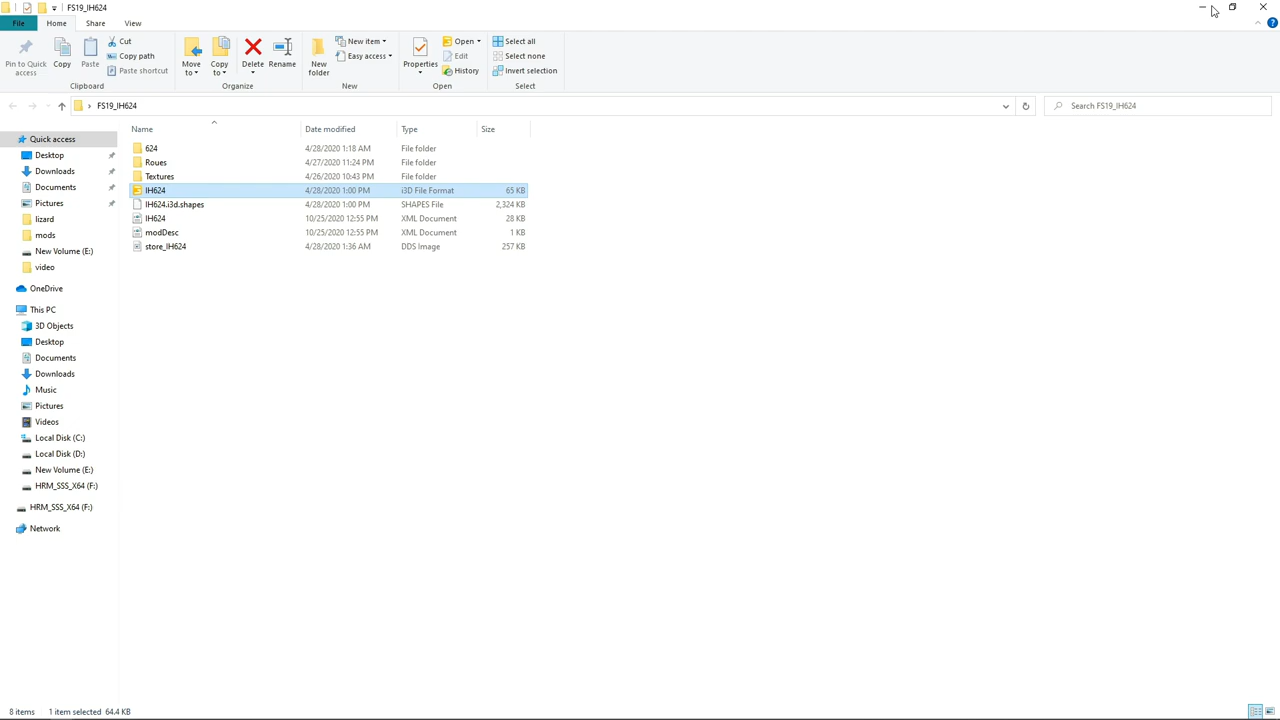 FS19_IH624
File Home Share View
Pin to Quick access
Copy
Paste
Cut
Copy path
Paste shortcut
Clipboard
Move to
Copy to
Delete
Rename
Organize
New folder
New item
Easy access
New
Properties
Open
Edit
History
Open
Select all
Select none
Invert selection
Select
FS19_IH624
Search FS19_IH624
Name Date modified Type Size
624 4/28/2020 1:18 AM File folder
Roues 4/27/2020 11:24 PM File folder
Textures 4/26/2020 10:43 PM File folder
IH624 4/28/2020 1:00 PM i3D File Format 65 KB
IH624.i3d.shapes 4/28/2020 1:00 PM SHAPES File 2,324 KB
IH624 10/25/2020 12:55 PM XML Document 28 KB
modDesc 10/25/2020 12:55 PM XML Document 1 KB
store_IH624 4/28/2020 1:36 AM DDS Image 257 KB
Quick access
Desktop
Downloads
Documents
Pictures
lizard
mods
New Volume (E:)
video
OneDrive
This PC
3D Objects
Desktop
Documents
Downloads
Music
Pictures
Videos
Local Disk (C:)
Local Disk (D:)
New Volume (E:)
HRM_SSS_X64 (F:)
HRM_SSS_X64 (F:)
Network
8 items 1 item selected 64.4 KB